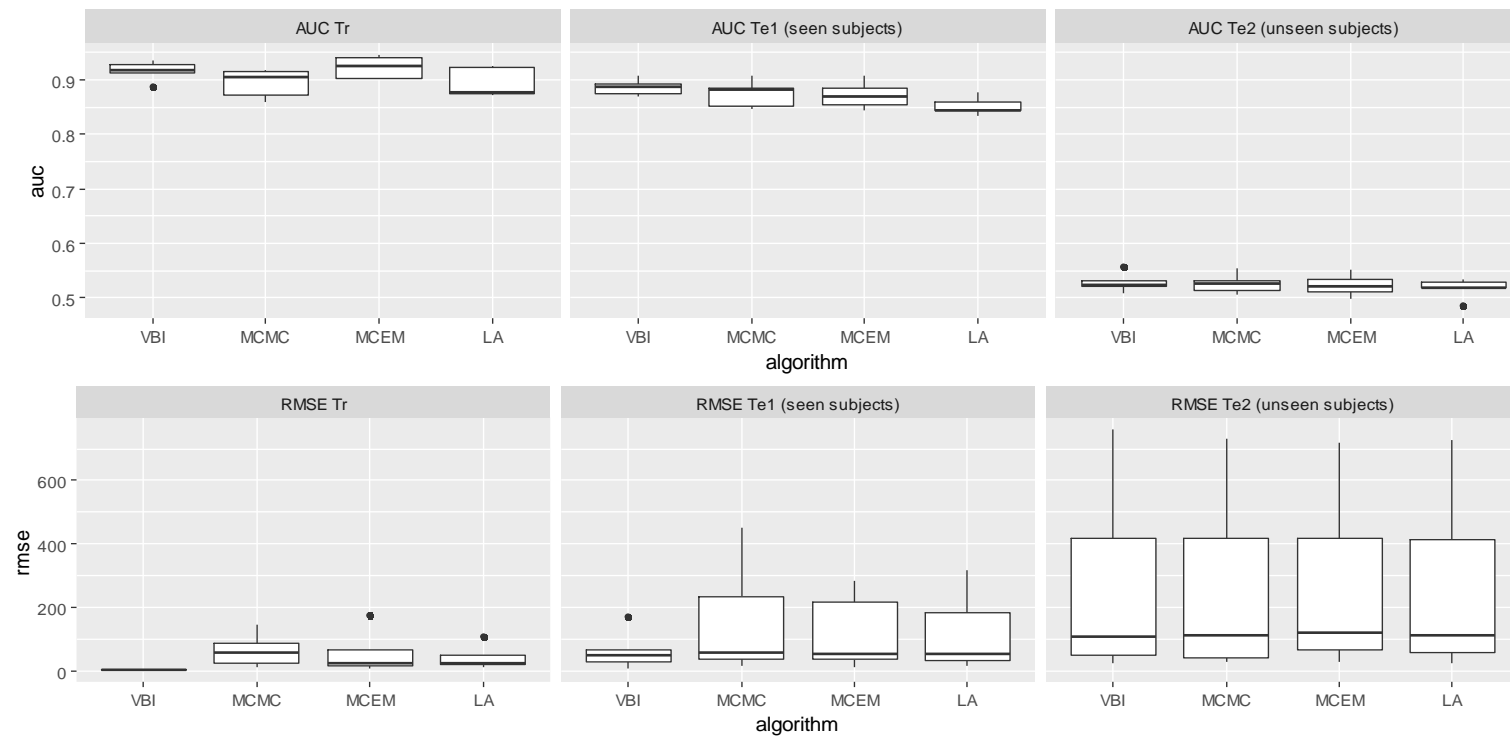 AUC Tr
AUC Te1 (seen subjects)
AUC Te2 (unseen subjects)
auc
0.9
0.8
0.7
0.6
0.5
VBI MCMC MCEM LA
VBI MCMC MCEM LA
VBI MCMC MCEM LA
algorithm
RMSE Tr
RMSE Te1 (seen subjects)
RMSE Te2 (unseen subjects)
rmse
600
400
200
0
VBI MCMC MCEM LA
VBI MCMC MCEM LA
VBI MCMC MCEM LA
algorithm